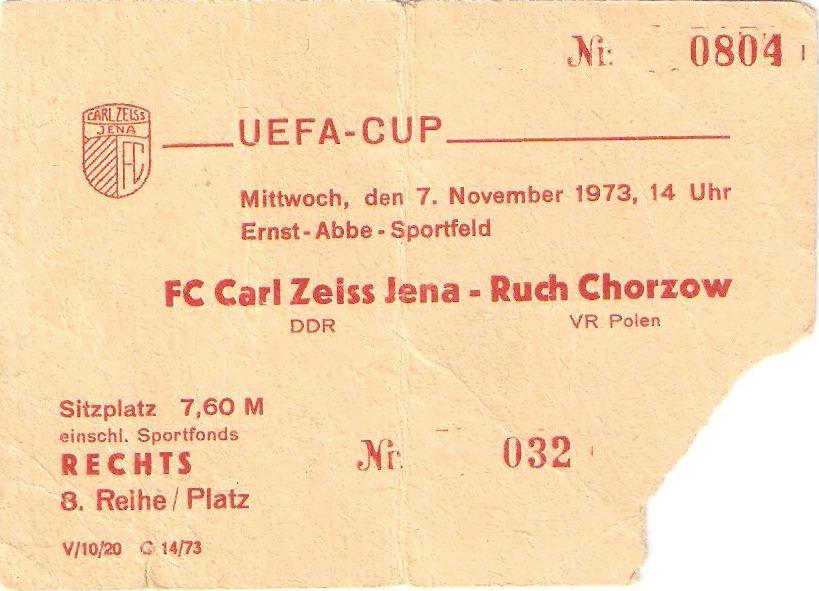 Nr. 0804
CARL ZEISS
JENA
FC
UEFA-CUP
Mittwoch, den 7. November 1973, 14 Uhr
Ernst-Abbe-Sportfeld
FC Carl Zeiss Jena - Ruch Chorzow
DDR
VR Polen
Sitzplatz 7,60 M
einschl. Sportfonds
RECHTS
8. Reihe / Platz
Nr. 032
V/10/20 G 14/73